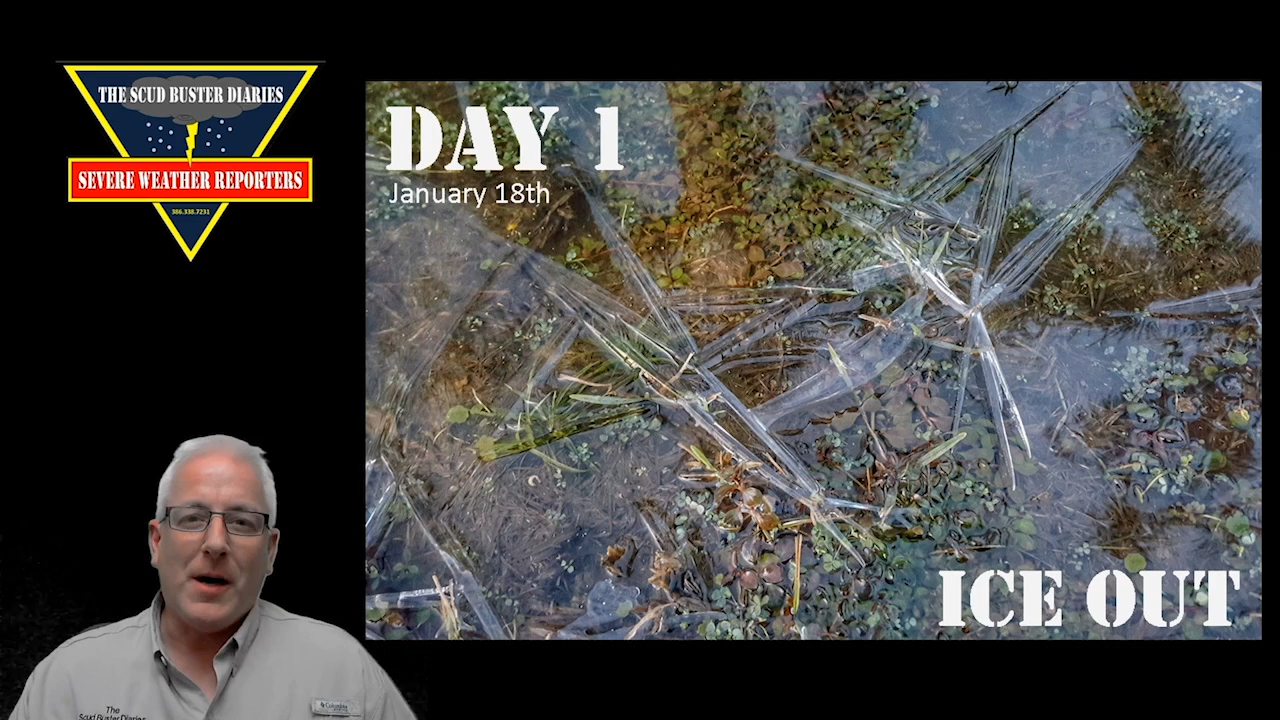 THE SCUD BUSTER DIARIES
SEVERE WEATHER REPORTERS
386.338.7231
DAY 1
January 18th
ICE OUT
Columbia
The
Scud Buster Diaries